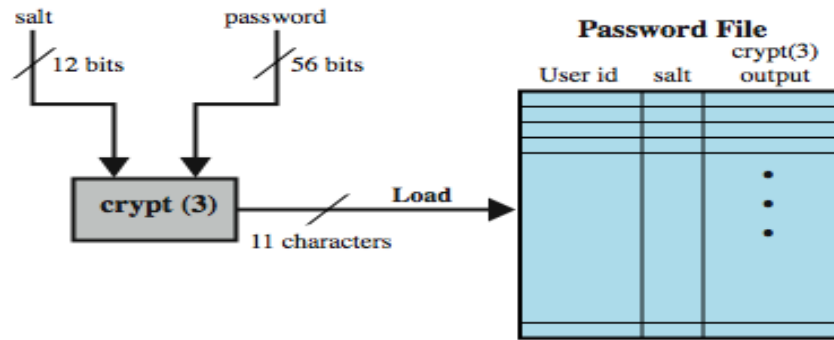 salt
password
12 bits
56 bits
crypt (3)
Load
11 characters
Password File
User id
salt
crypt(3)
output